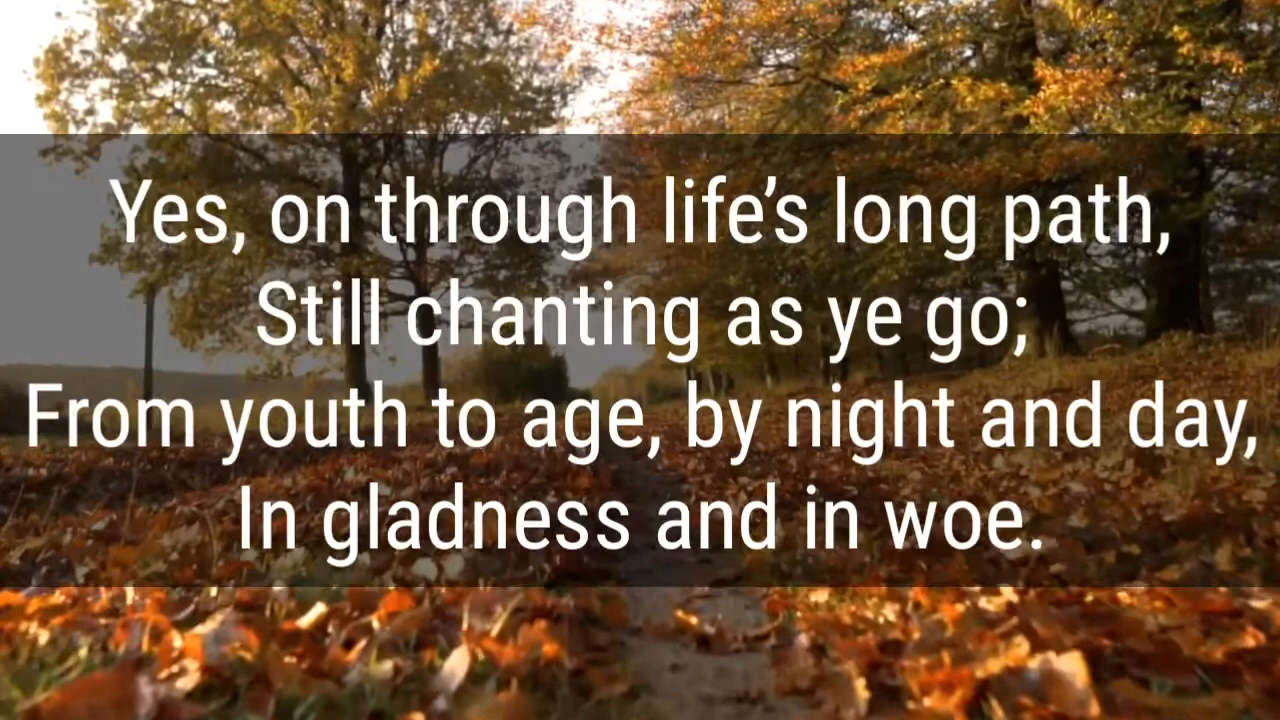 Yes, on through life’s long path,
Still chanting as ye go;
From youth to age, by night and day,
In gladness and in woe.